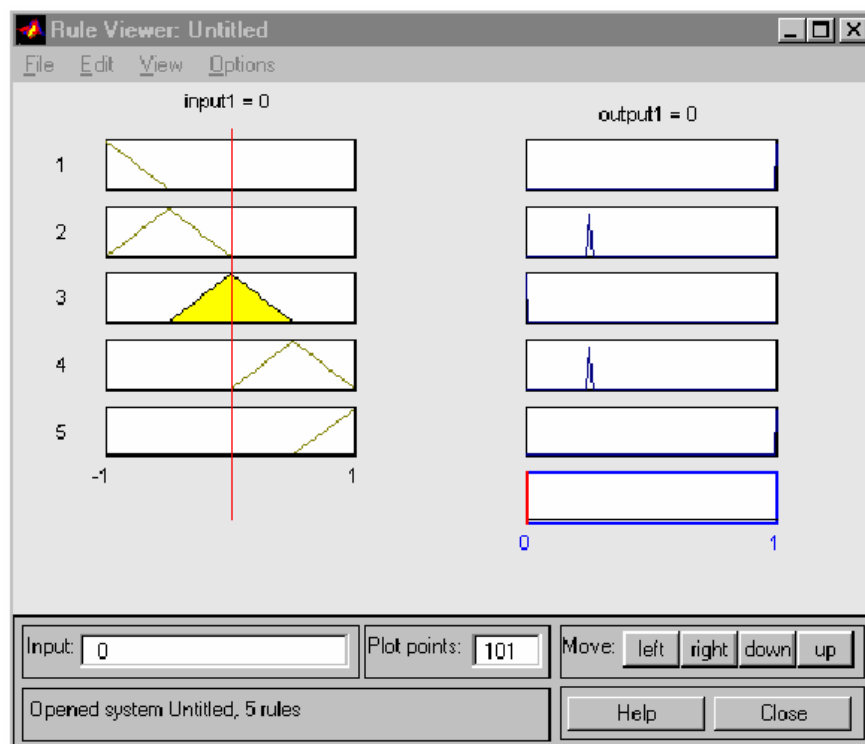 Rule Viewer: Untitled
File Edit View Options
input1 = 0
output1 = 0
1
2
3
4
5
-1 1
0 1
Input: 0
Plot points: 101
Move: left right down up
Opened system Untitled, 5 rules
Help Close